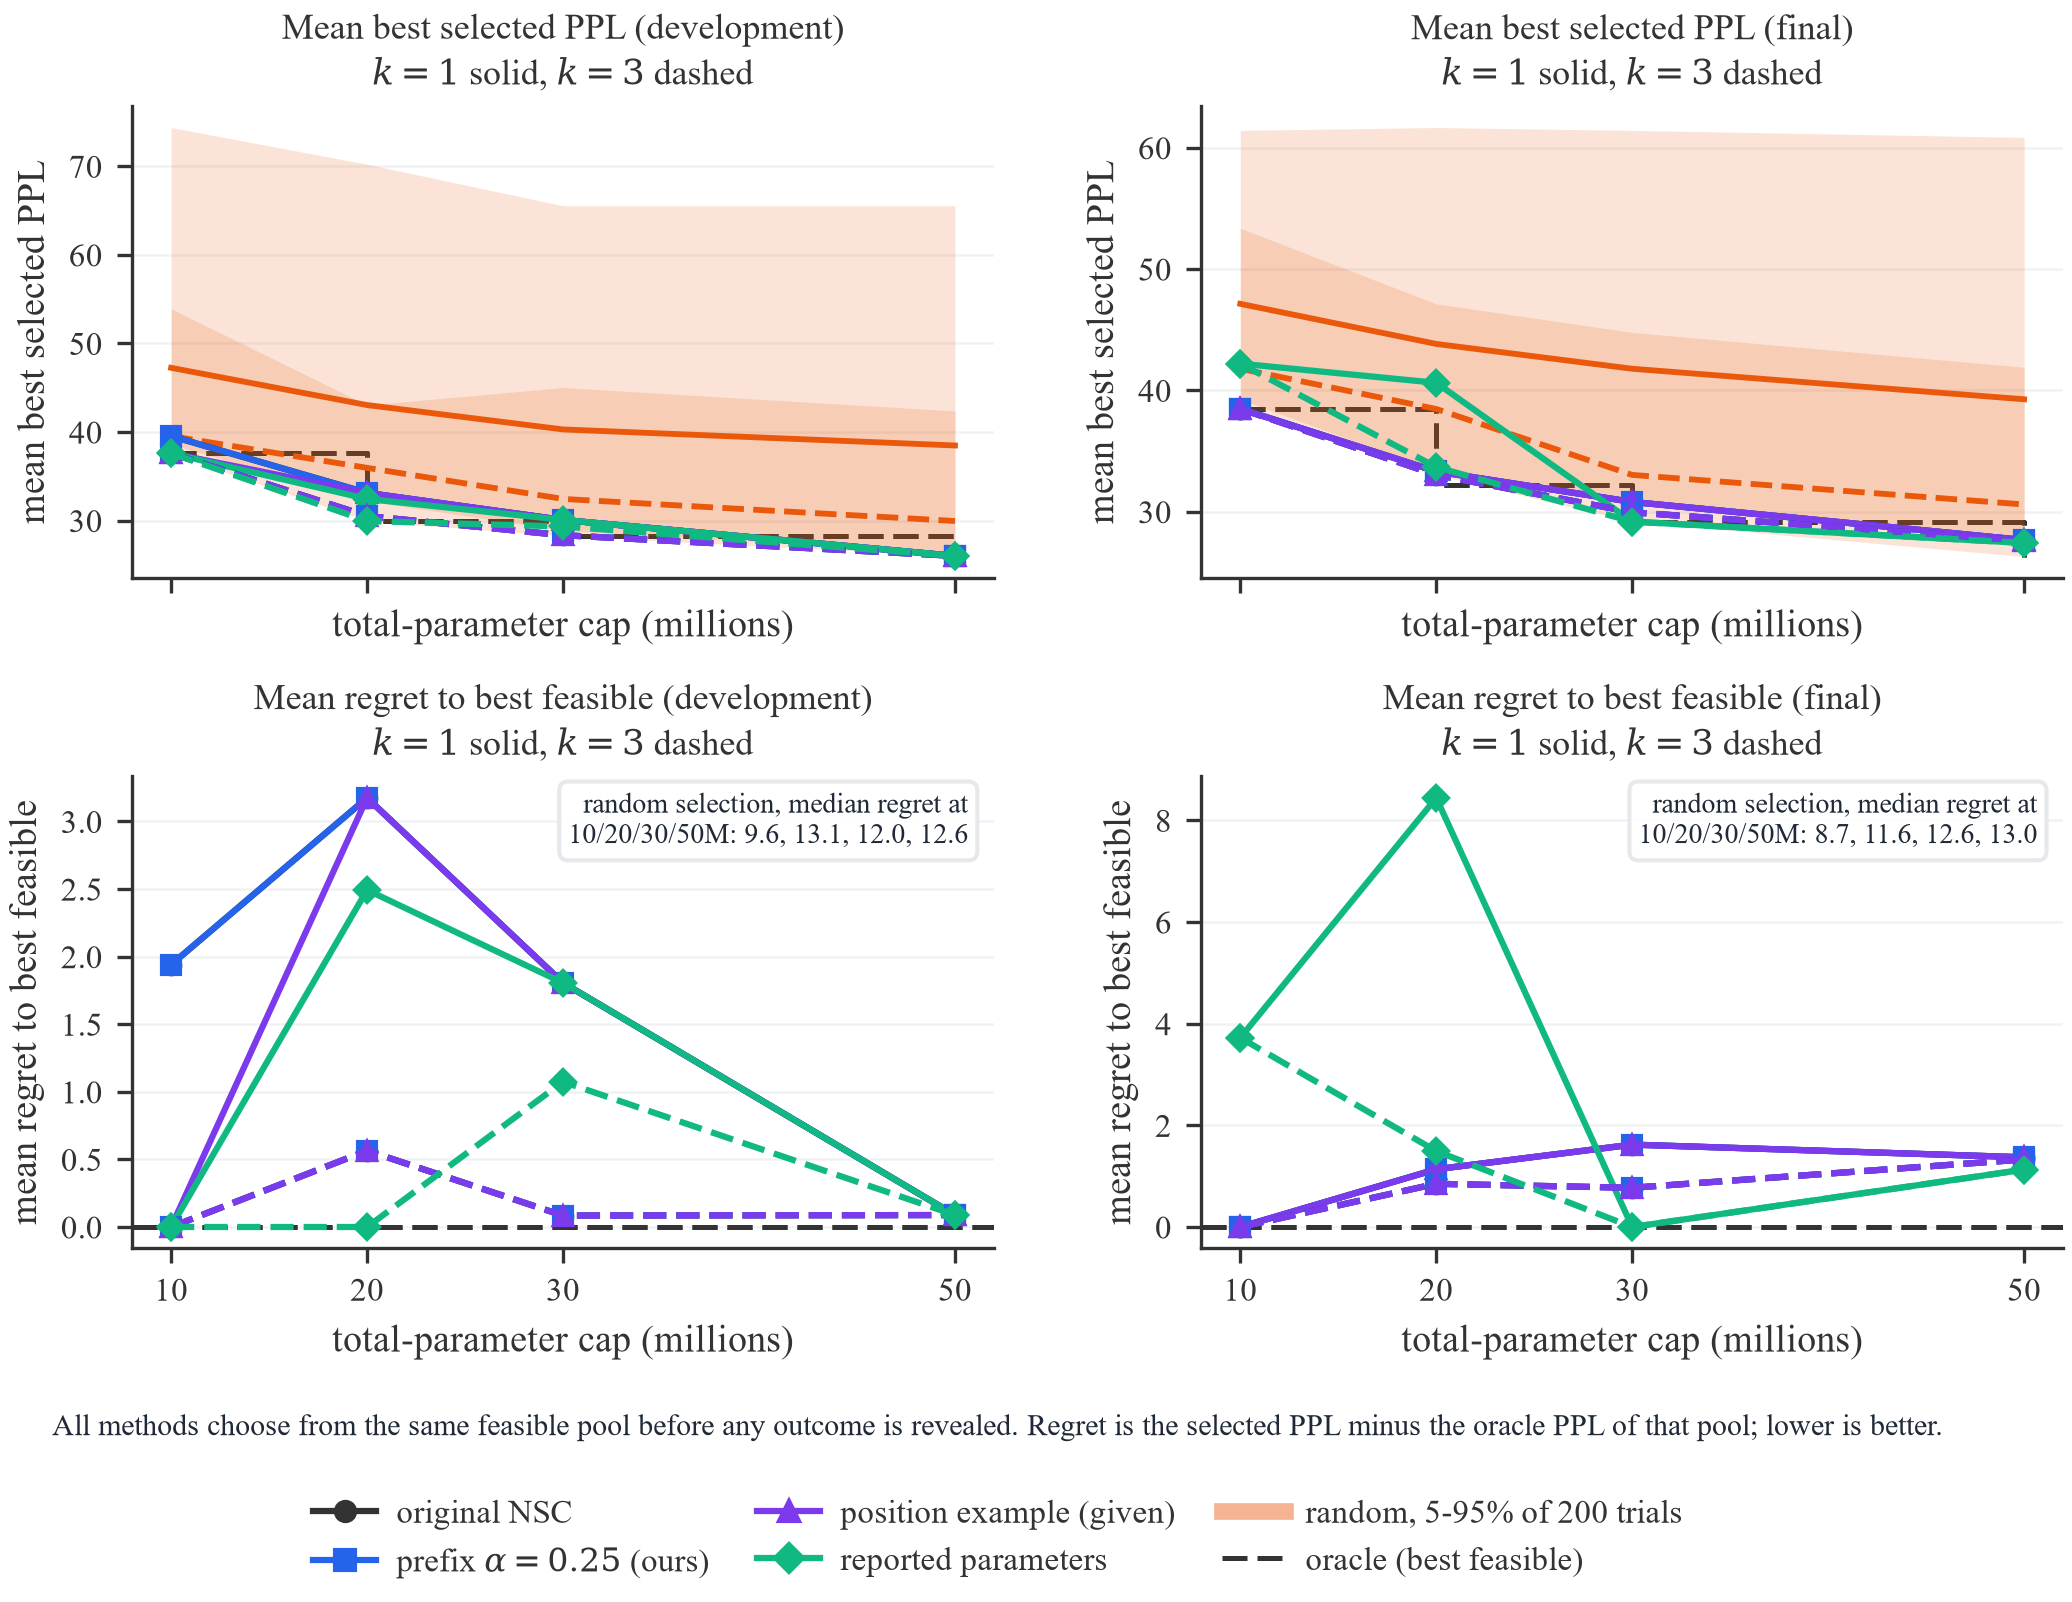 Mean best selected PPL (development)
k = 1 solid, k = 3 dashed
mean best selected PPL
70
60
50
40
30
total-parameter cap (millions)
Mean best selected PPL (final)
k = 1 solid, k = 3 dashed
mean best selected PPL
60
50
40
30
total-parameter cap (millions)
Mean regret to best feasible (development)
k = 1 solid, k = 3 dashed
mean regret to best feasible
random selection, median regret at
10/20/30/50M: 9.6, 13.1, 12.0, 12.6
3.0
2.5
2.0
1.5
1.0
0.5
0.0
10 20 30 50
total-parameter cap (millions)
Mean regret to best feasible (final)
k = 1 solid, k = 3 dashed
mean regret to best feasible
random selection, median regret at
10/20/30/50M: 8.7, 11.6, 12.6, 13.0
8
6
4
2
0
10 20 30 50
total-parameter cap (millions)
All methods choose from the same feasible pool before any outcome is revealed. Regret is the selected PPL minus the oracle PPL of that pool; lower is better.
original NSC
prefix α = 0.25 (ours)
position example (given)
reported parameters
random, 5-95% of 200 trials
oracle (best feasible)